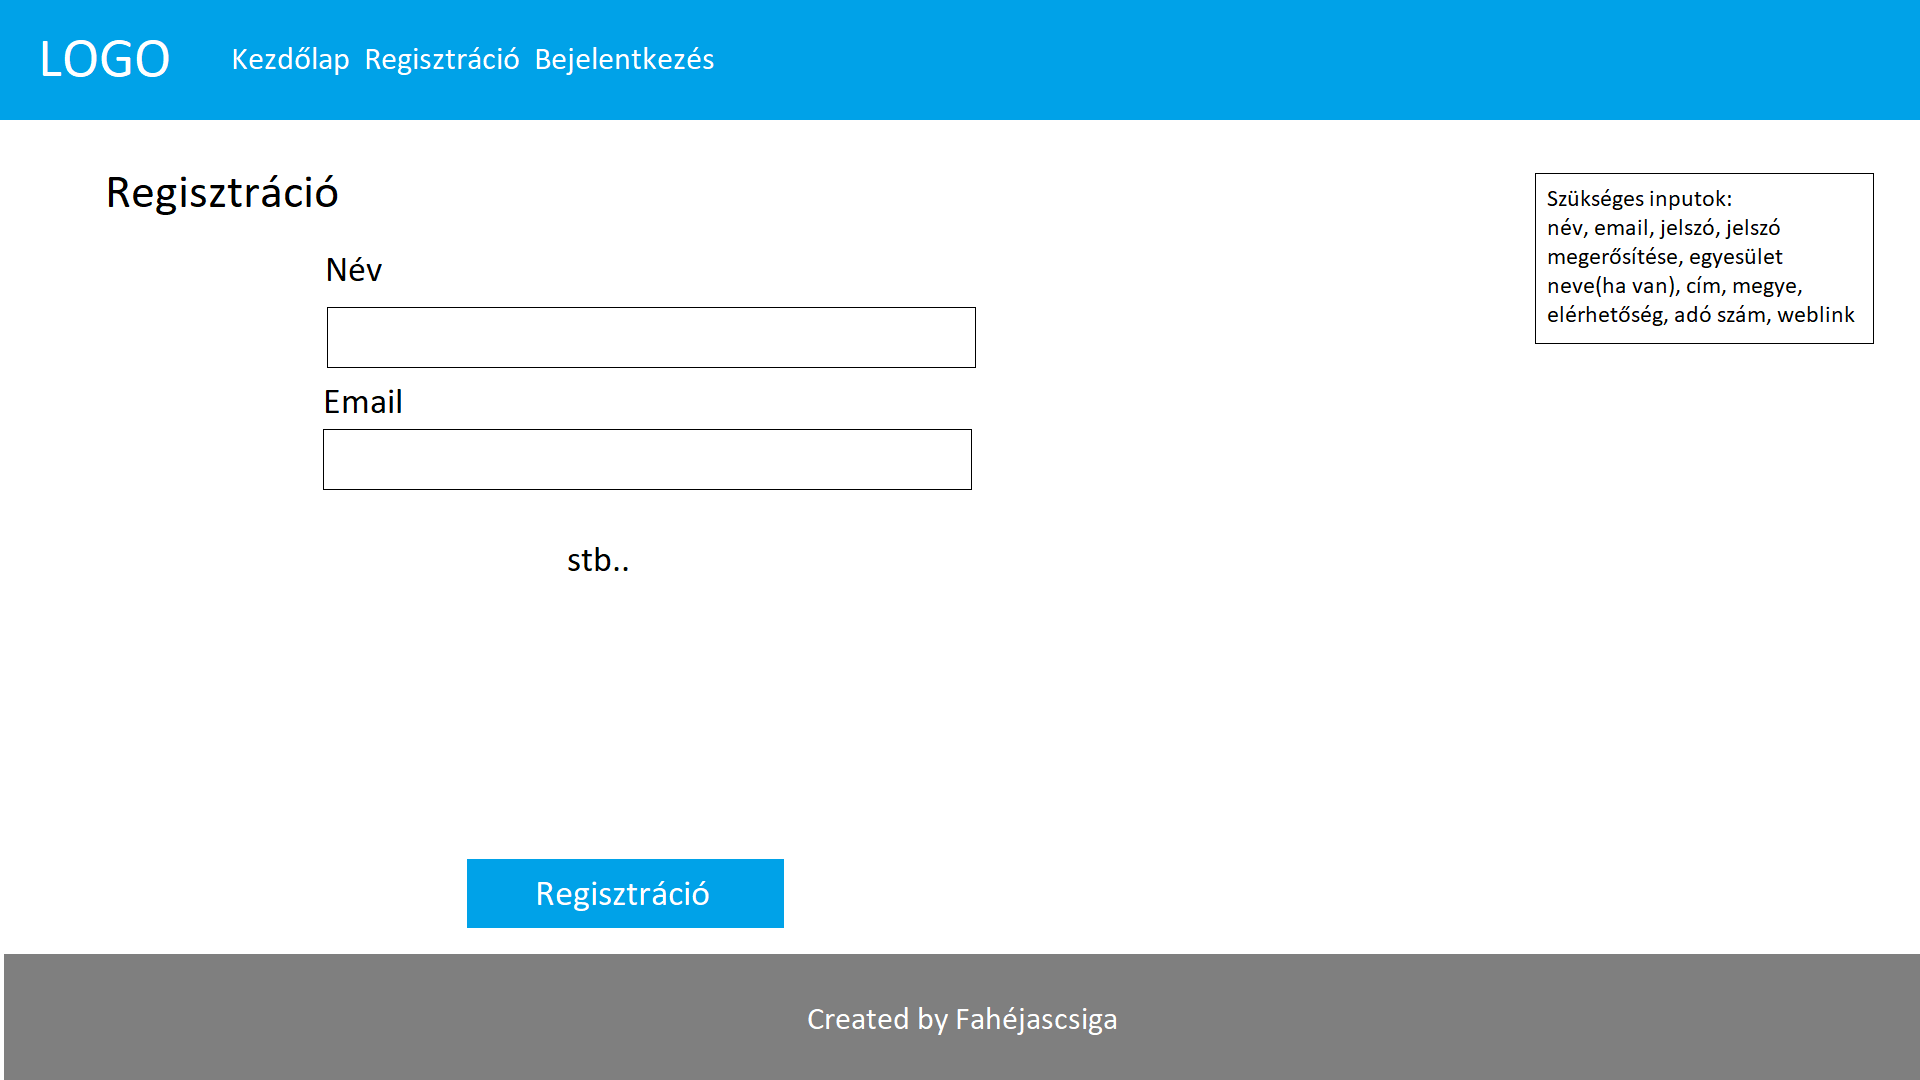 LOGO
Kezdőlap Regisztráció Bejelentkezés
Regisztráció
Név
Email
stb..
Regisztráció
Szükséges inputok:
név, email, jelszó, jelszó
megerősítése, egyesület
neve(ha van), cím, megye,
elérhetőség, adó szám, weblink
Created by Fahéjascsiga